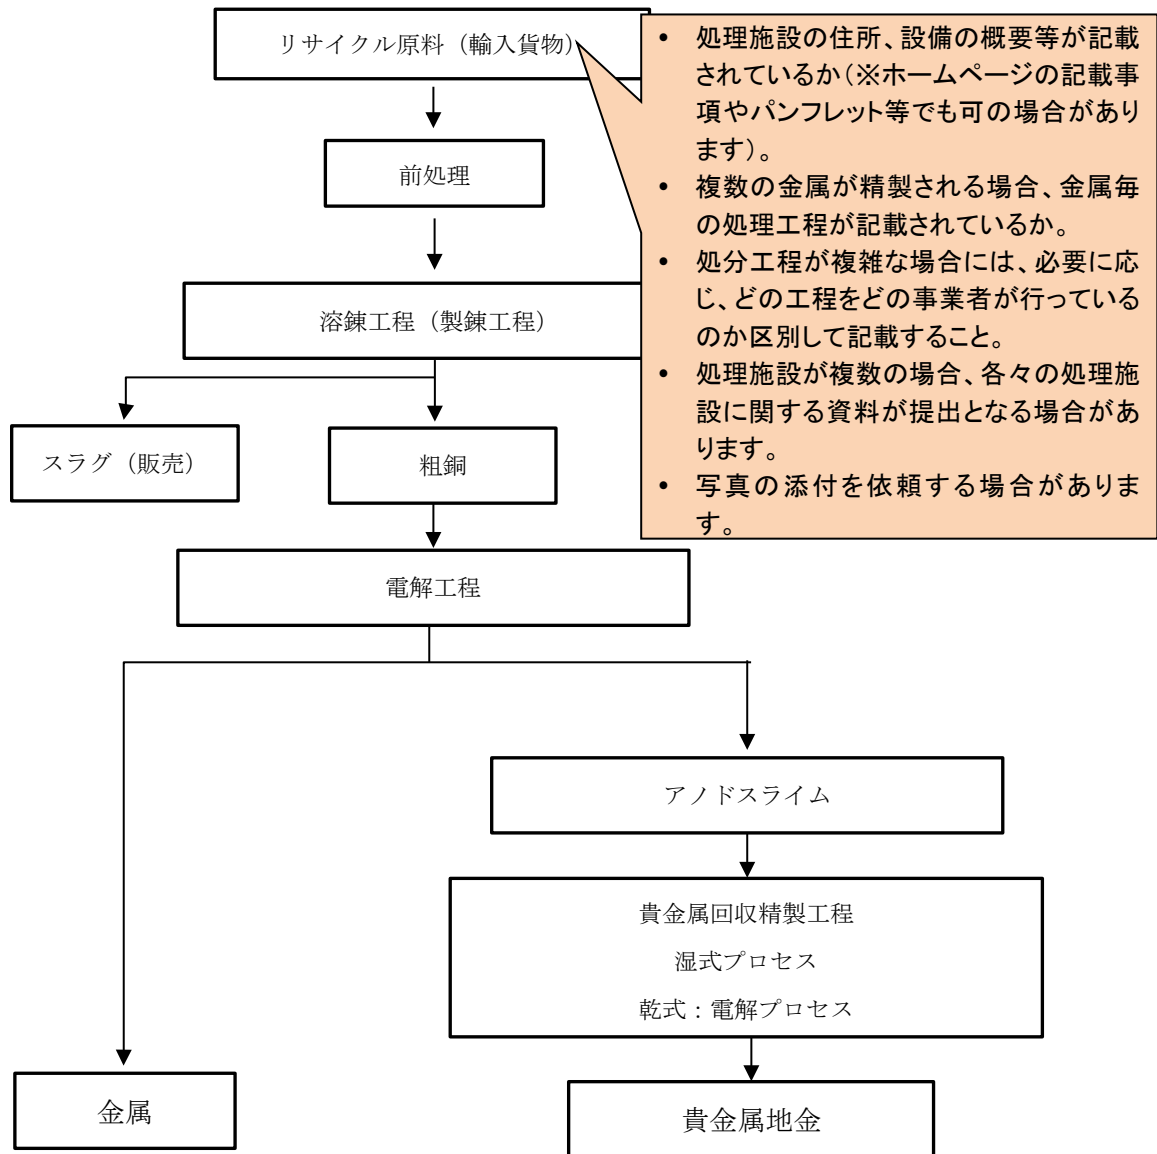 リサイクル原料（輸入貨物）
• 処理施設の住所、設備の概要等が記載
されているか（※ホームページの記載事
項やパンフレット等でも可の場合があり
ます）。
• 複数の金属が精製される場合、金属毎
の処理工程が記載されているか。
• 処分工程が複雑な場合には、必要に応
じ、どの工程をどの事業者が行っている
のか区別して記載すること。
• 処理施設が複数の場合、各々の処理施
設に関する資料が提出となる場合があ
ります。
• 写真の添付を依頼する場合がありま
す。
前処理
溶錬工程（製錬工程）
スラグ（販売）
粗銅
電解工程
アノドスライム
貴金属回収精製工程
湿式プロセス
乾式：電解プロセス
金属
貴金属地金